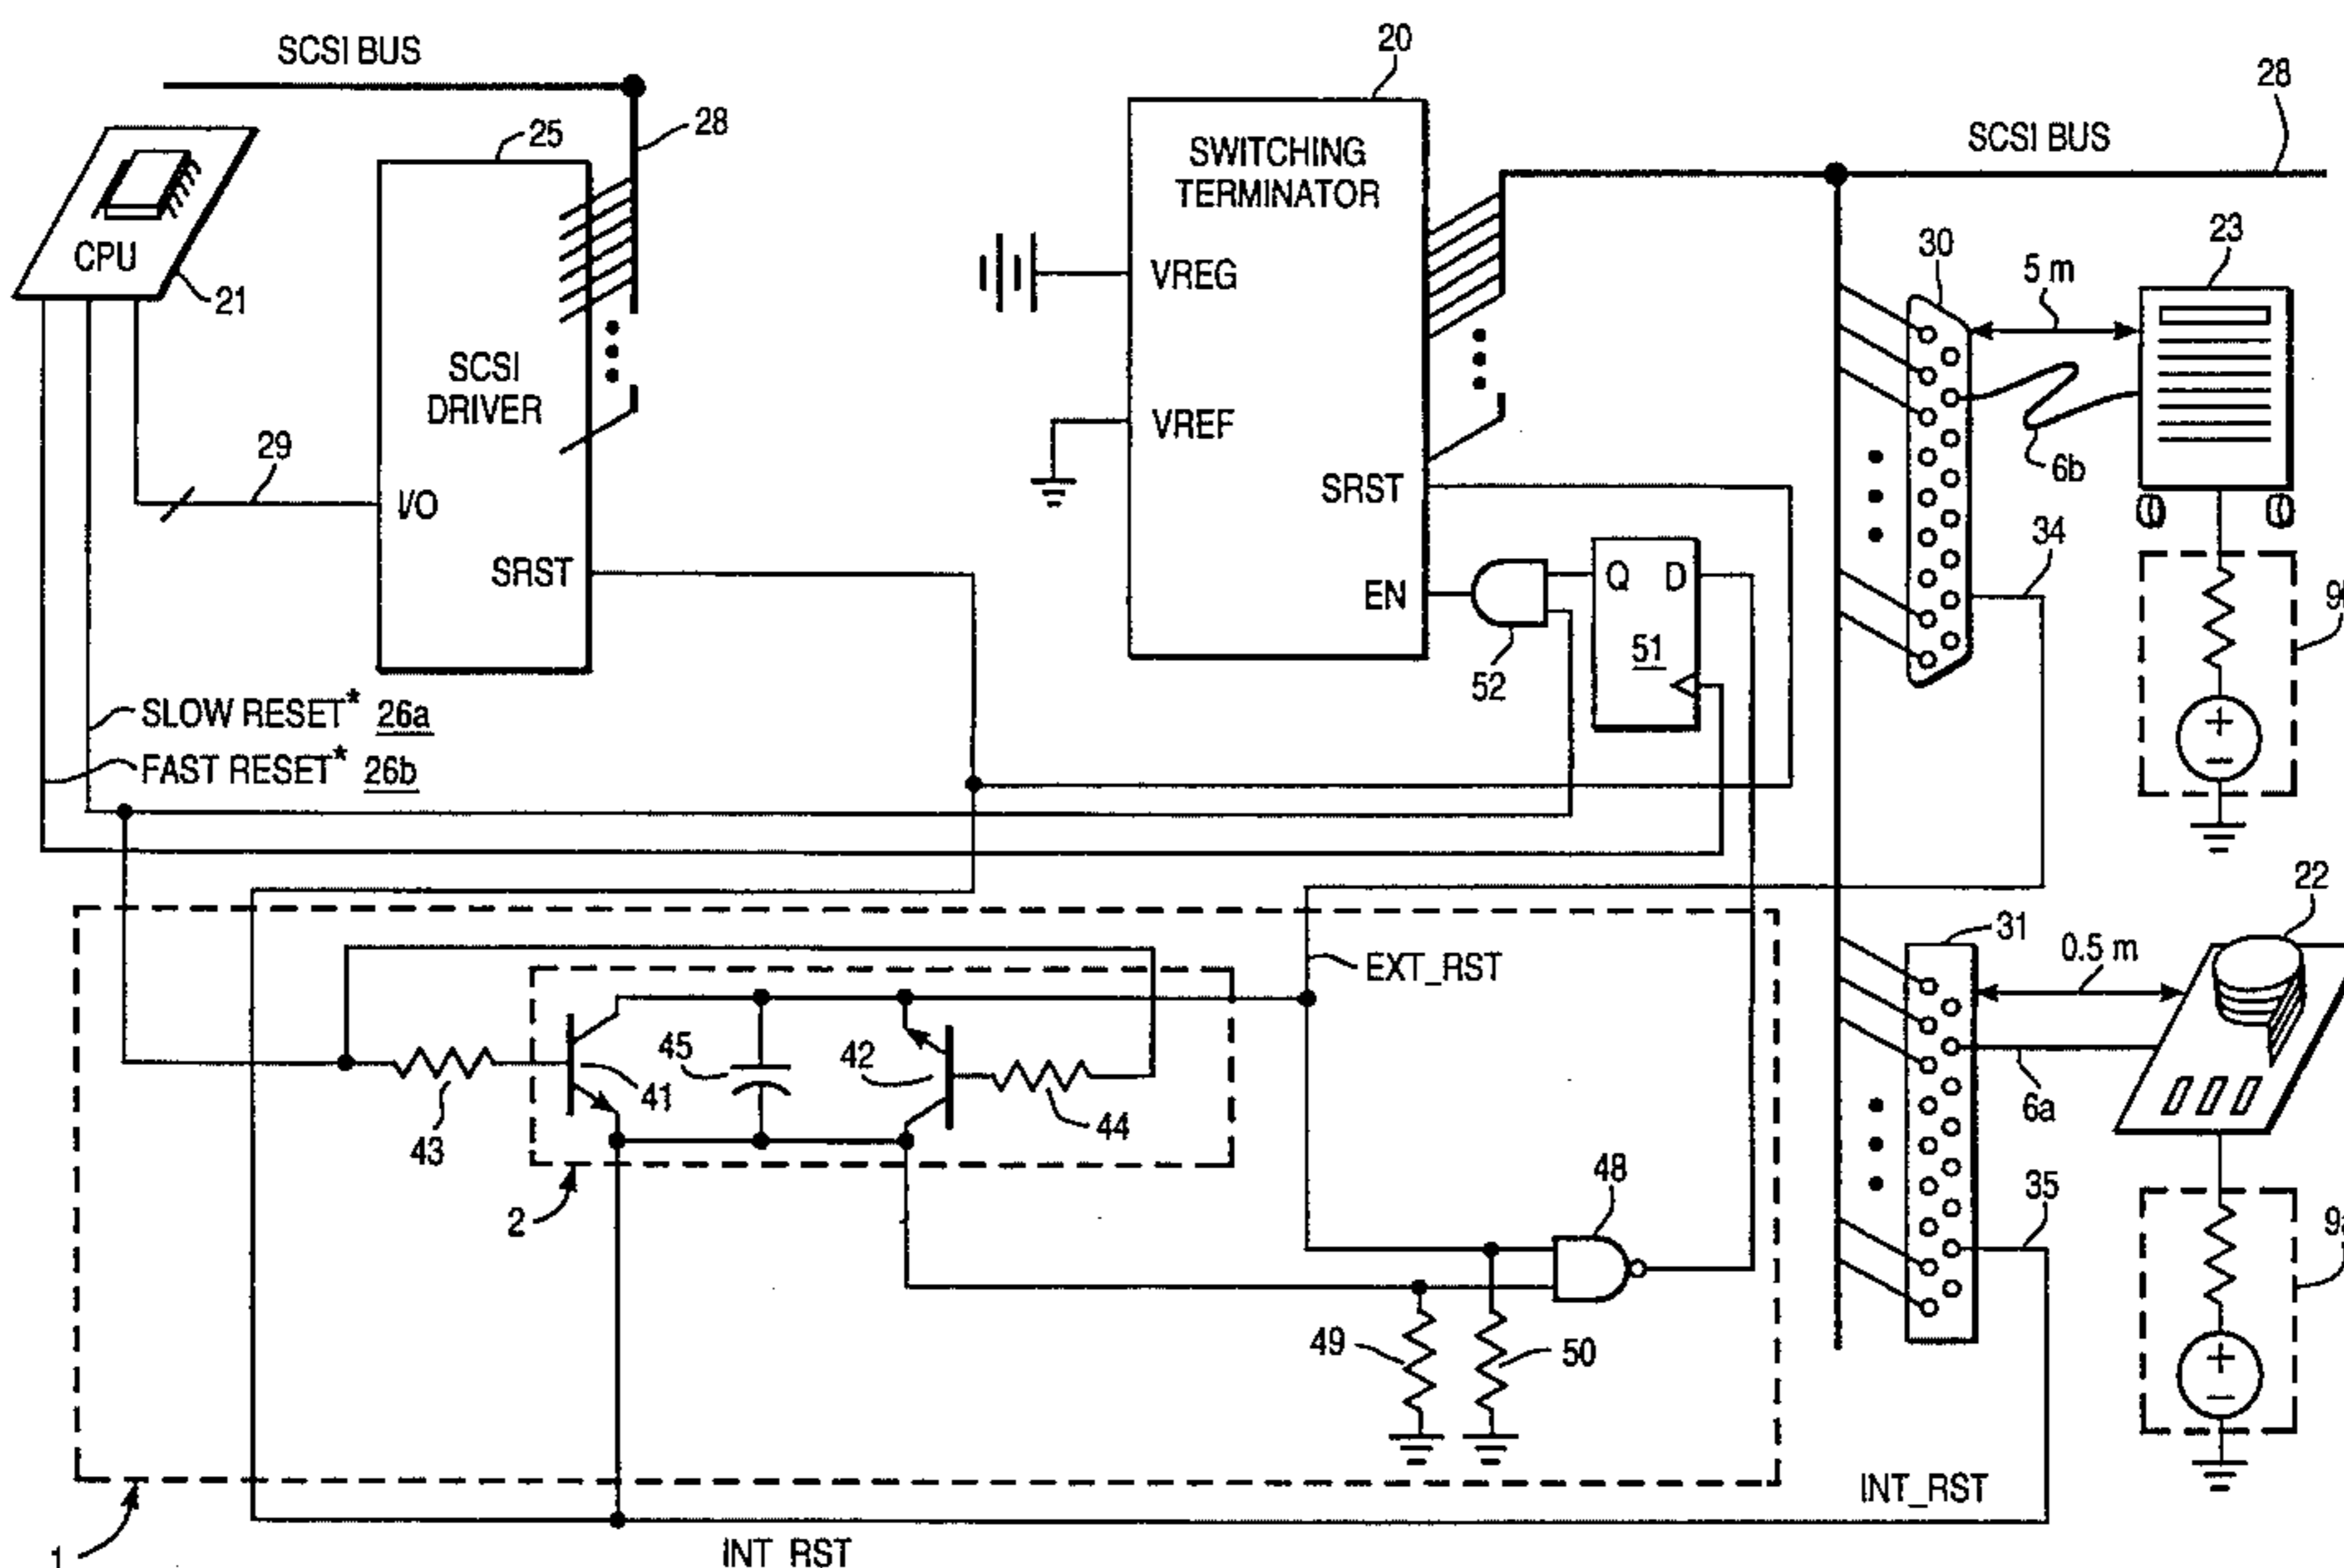 SCSI BUS
20
28
28
25
SCSI BUS
SWITCHING
TERMINATOR
30
23
5 m
CPU
21
VREG
SCSI
DRIVER
VREF
29
6b
I/O
SRST
34
SRST
Q D
EN
51
52
SLOW RESET* 26a
FAST RESET* 26b
22
31
0.5 m
EXT_RST
45
42
41
43
44
6a
2
48
35
49
50
INT_RST
INT_RST
1